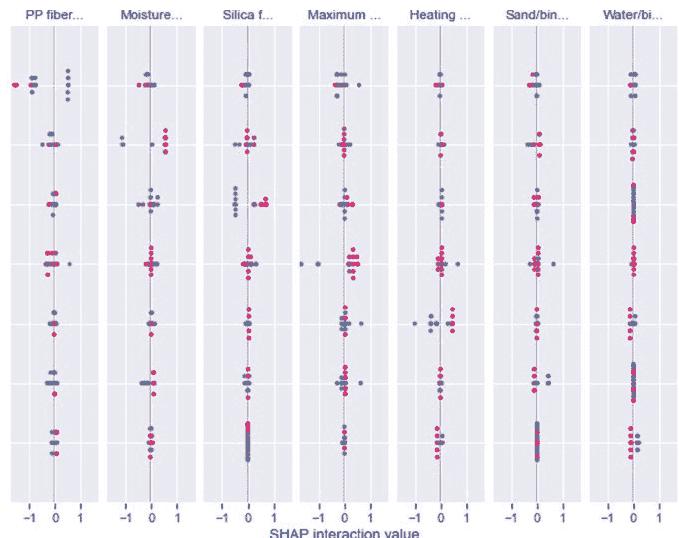 PP fiber... Moisture... Silica f... Maximum ... Heating ... Sand/bin... Water/bi...
−1 0 1 −1 0 1 −1 0 1 −1 0 1 −1 0 1 −1 0 1 −1 0 1
SHAP interaction value